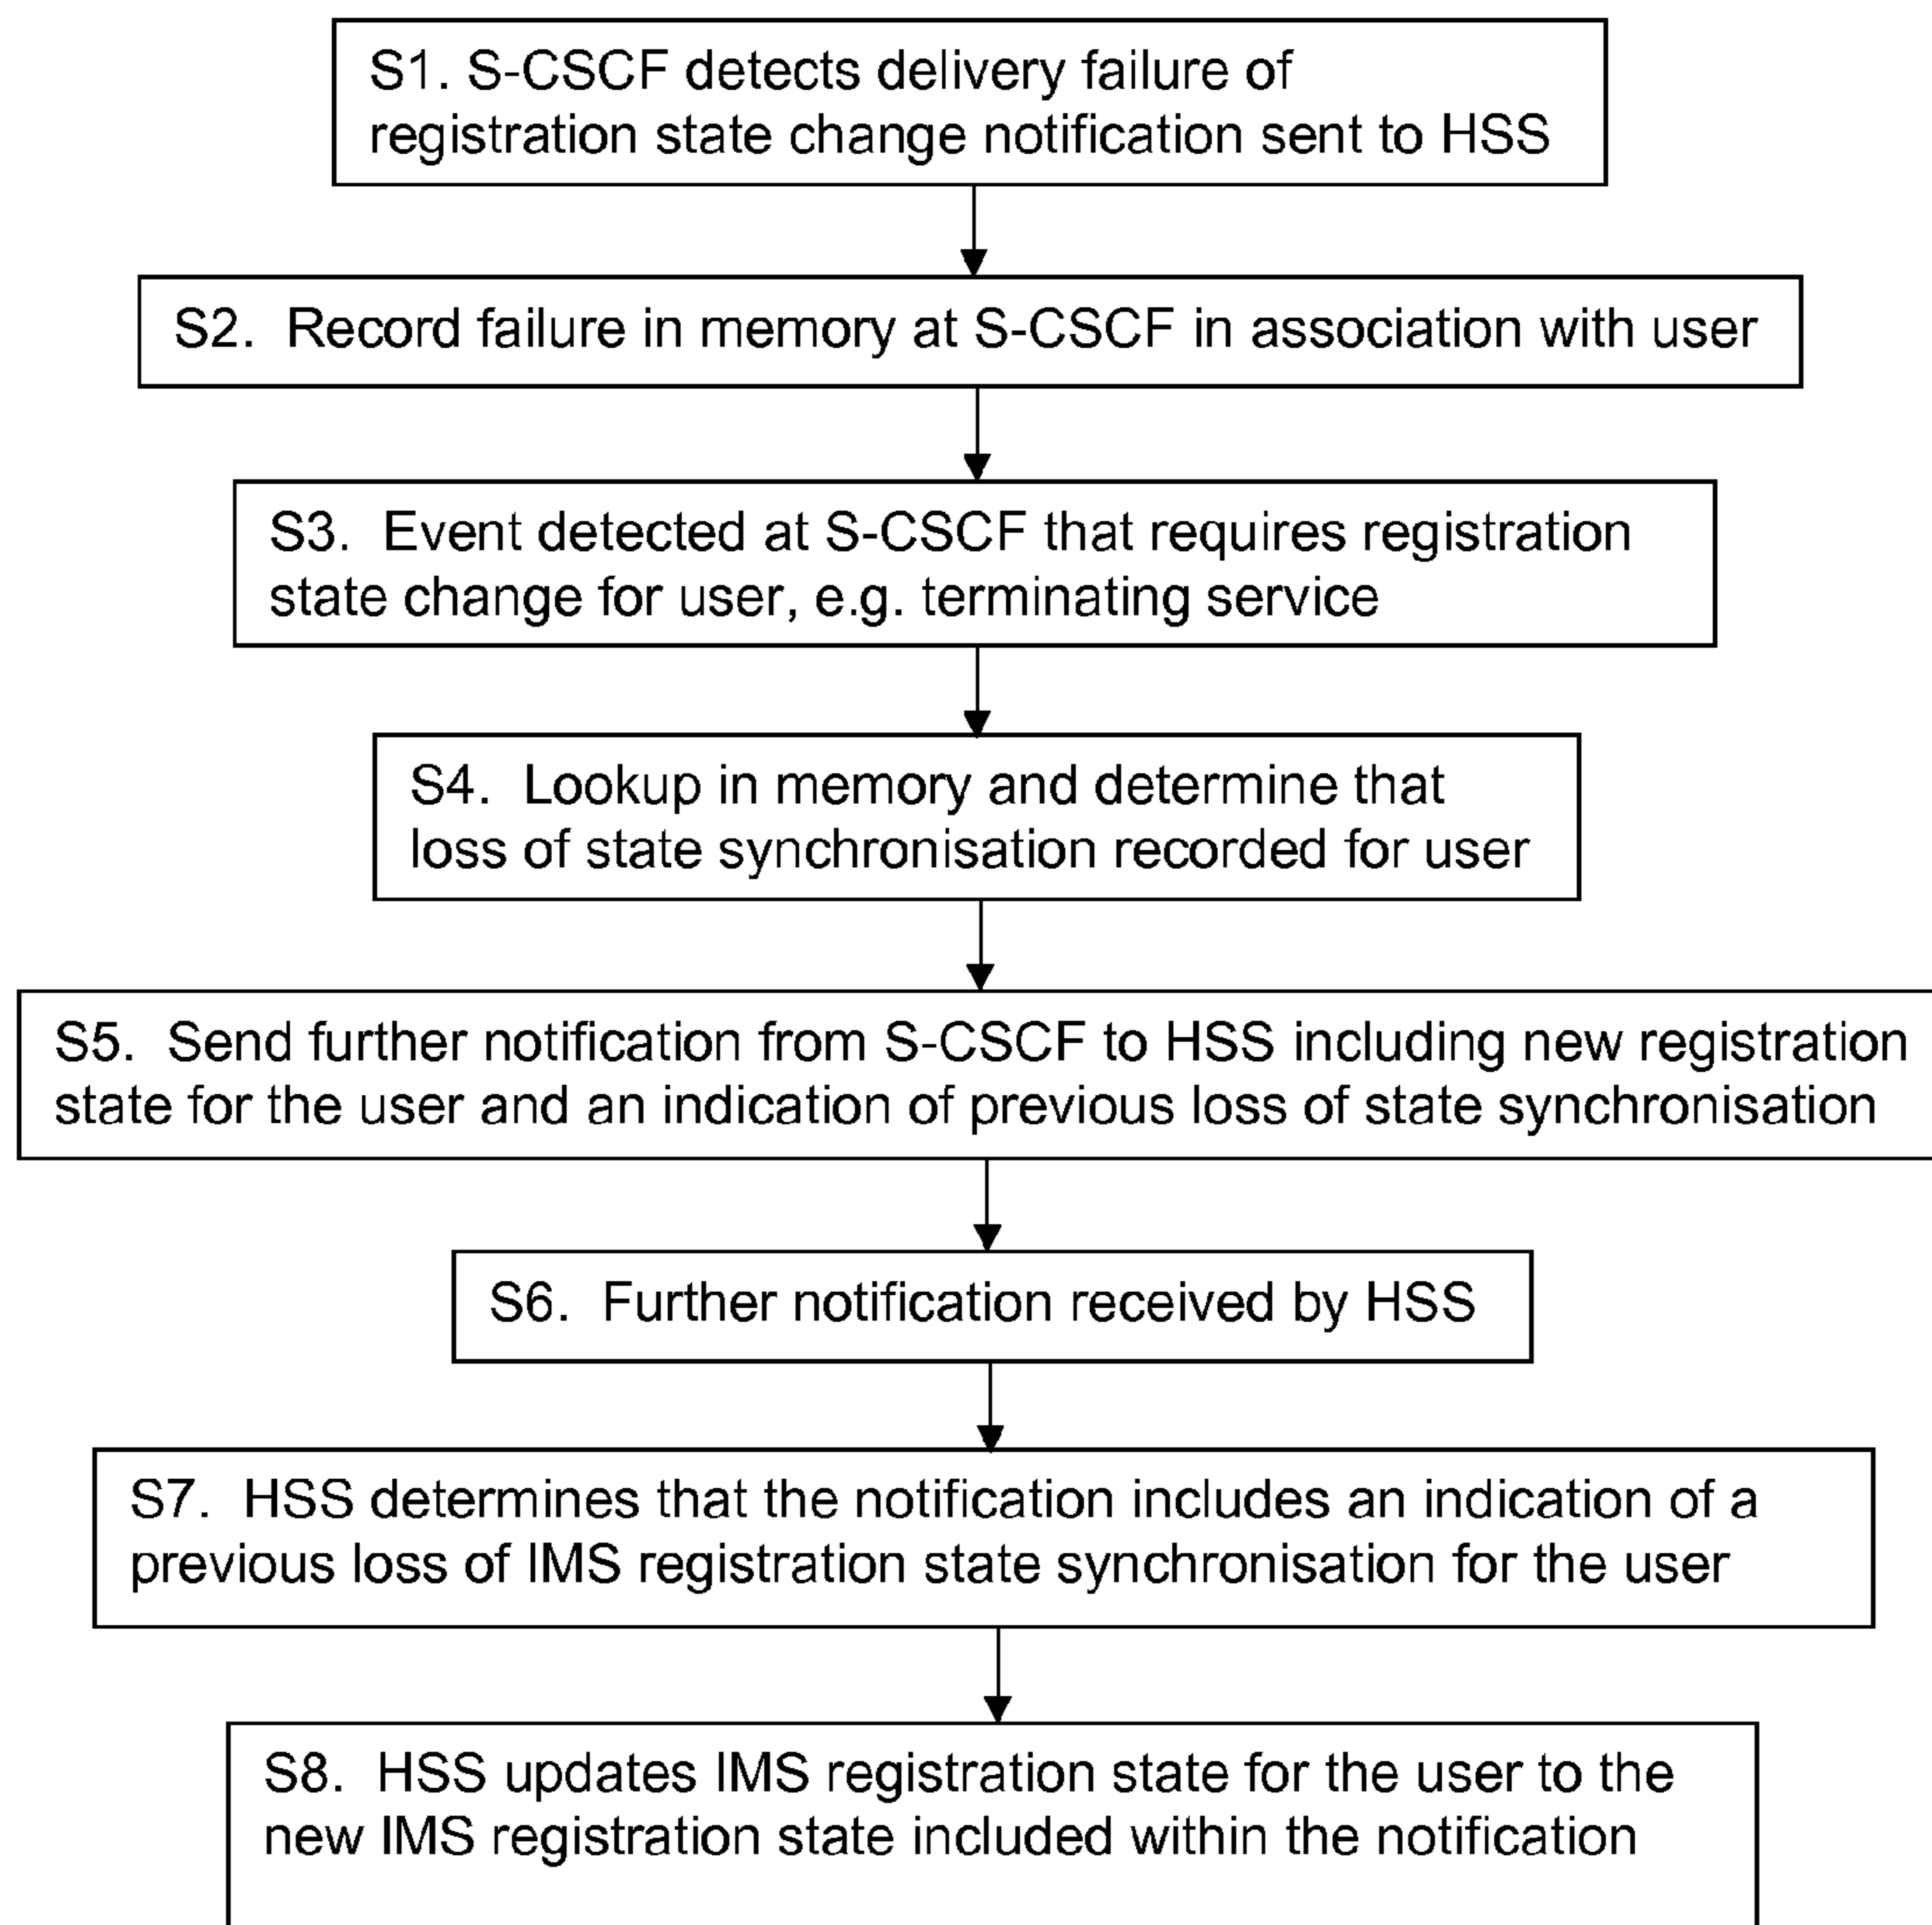 S1. S-CSCF detects delivery failure of
registration state change notification sent to HSS
S2. Record failure in memory at S-CSCF in association with user
S3. Event detected at S-CSCF that requires registration
state change for user, e.g. terminating service
S4. Lookup in memory and determine that
loss of state synchronisation recorded for user
S5. Send further notification from S-CSCF to HSS including new registration
state for the user and an indication of previous loss of state synchronisation
S6. Further notification received by HSS
S7. HSS determines that the notification includes an indication of a
previous loss of IMS registration state synchronisation for the user
S8. HSS updates IMS registration state for the user to the
new IMS registration state included within the notification